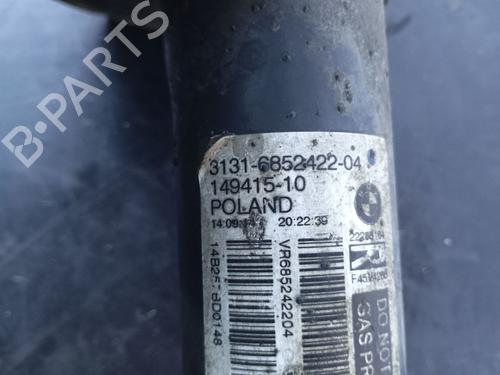 B-PARTS
3131-6852422-04
149415-10
POLAND
20:22:39
VR685242204
R
DO NOT
GAS PR